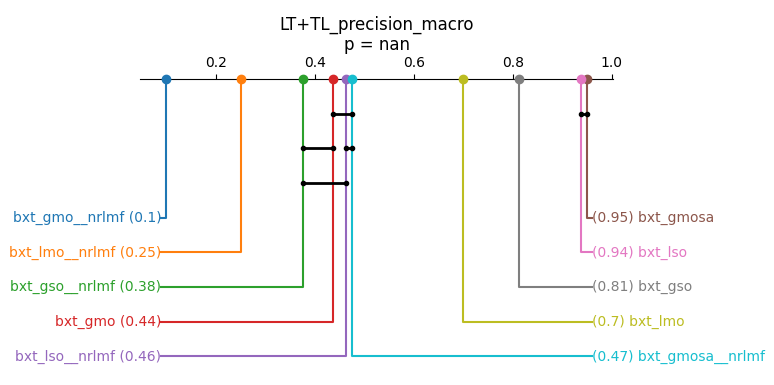 LT+TL_precision_macro
p = nan
0.2 0.4 0.6 0.8 1.0
bxt_gmo__nrlmf (0.1) (0.95) bxt_gmosa
bxt_lmo__nrlmf (0.25) (0.94) bxt_lso
bxt_gso__nrlmf (0.38) (0.81) bxt_gso
bxt_gmo (0.44) (0.7) bxt_lmo
bxt_lso__nrlmf (0.46) (0.47) bxt_gmosa__nrlmf